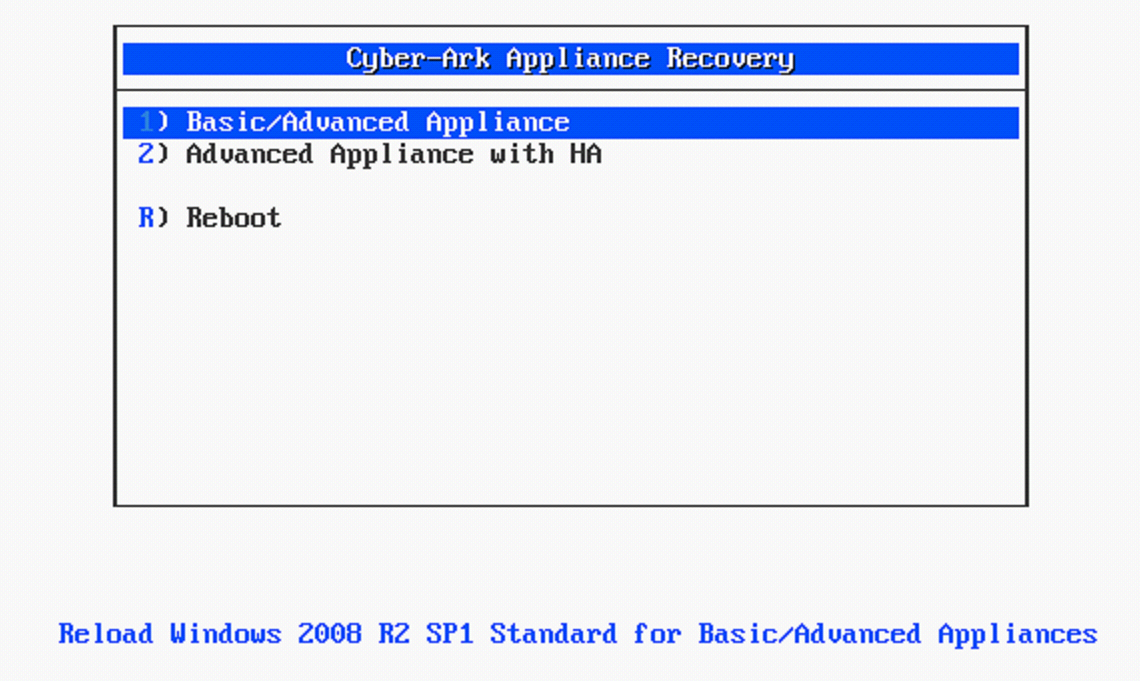 Cyber-Ark Appliance Recovery
1) Basic/Advanced Appliance
2) Advanced Appliance with HA
R) Reboot
Reload Windows 2008 R2 SP1 Standard for Basic/Advanced Appliances